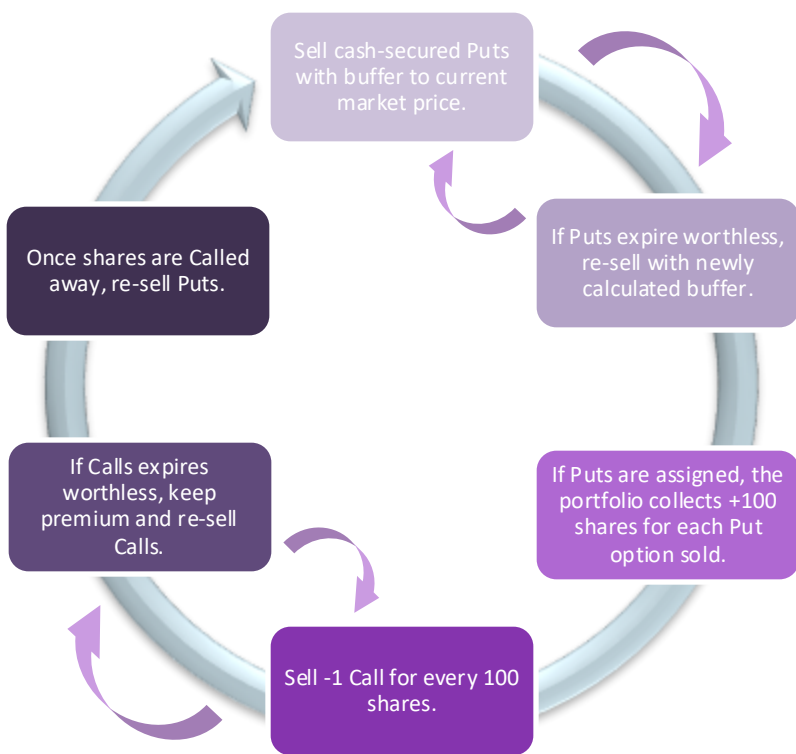 Sell cash-secured Puts
with buffer to current
market price.
If Puts expire worthless,
re-sell with newly
calculated buffer.
If Puts are assigned, the
portfolio collects +100
shares for each Put
option sold.
Sell -1 Call for every 100
shares.
If Calls expires
worthless, keep
premium and re-sell
Calls.
Once shares are Called
away, re-sell Puts.